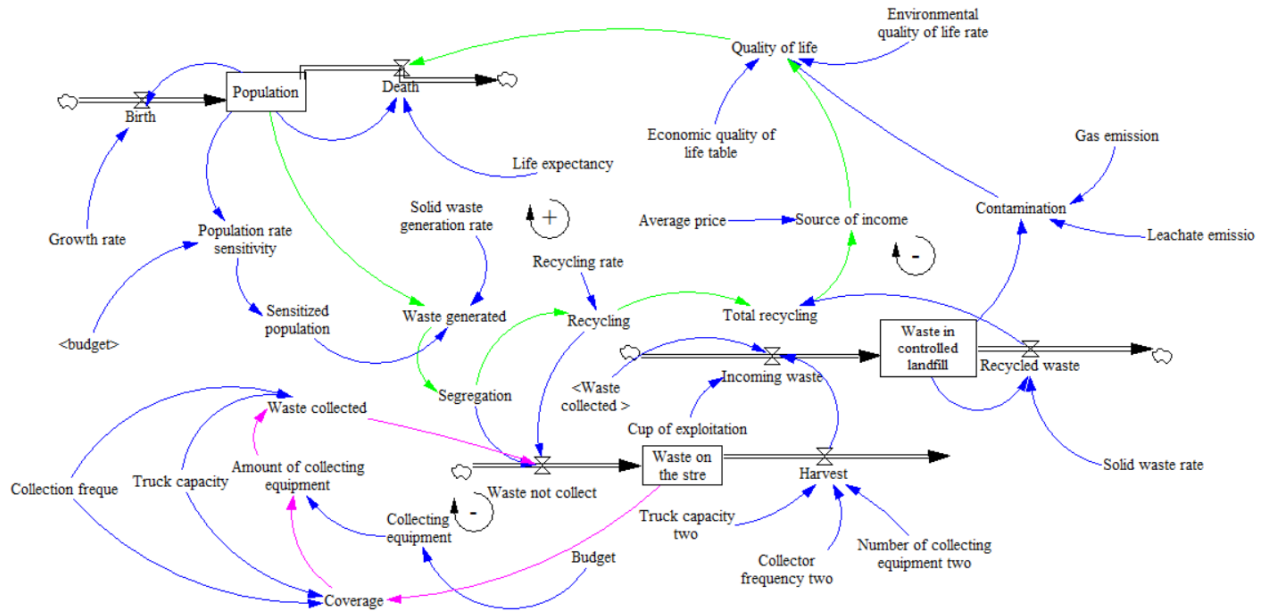 Environmental
quality of life rate
Quality of life
Population
Death
Birth
Economic quality of
life table
Gas emission
Life expectancy
Solid waste
generation rate
+
Average price
Source of income
Contamination
Growth rate
Population rate
sensitivity
-
Leachate emissio
Recycling rate
Sensitized
population
Waste generated
Recycling
Total recycling
Waste in
controlled
landfill
<budget>
Recycled waste
<Waste
collected >
Incoming waste
Segregation
Waste collected
Cup of exploitation
Waste on
the stre
Amount of collecting
equipment
Truck capacity
Collection freque
Waste not collect
Harvest
Solid waste rate
-
Collecting
equipment
Truck capacity
two
Budget
Collector
frequency two
Number of collecting
equipment two
Coverage